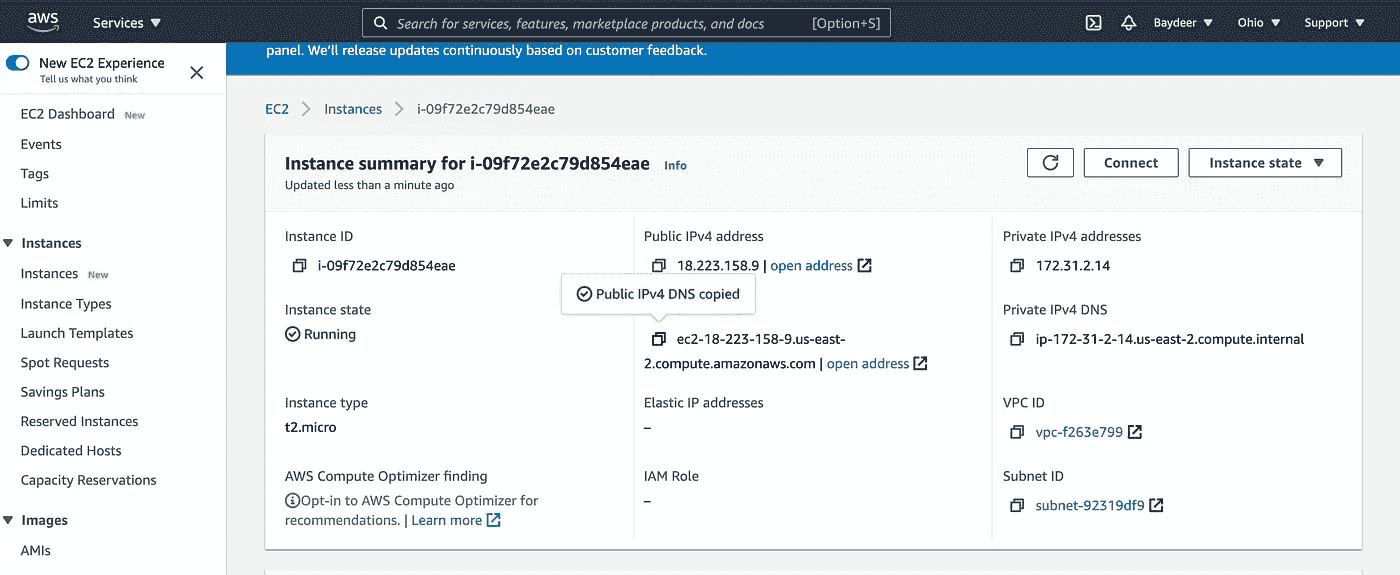 aws
Services ▼
Search for services, features, marketplace products, and docs [Option+S]
Baydeer ▼ Ohio ▼ Support ▼
New EC2 Experience
Tell us what you think
panel. We'll release updates continuously based on customer feedback.
EC2 Dashboard New
Events
Tags
Limits
Instances
Instances New
Instance Types
Launch Templates
Spot Requests
Savings Plans
Reserved Instances
Dedicated Hosts
Capacity Reservations
Images
AMIs
EC2 > Instances > i-09f72e2c79d854eae
Instance summary for i-09f72e2c79d854eae Info
Updated less than a minute ago
Connect
Instance state ▼
Instance ID
i-09f72e2c79d854eae
Instance state
Running
Instance type
t2.micro
AWS Compute Optimizer finding
Opt-in to AWS Compute Optimizer for
recommendations. | Learn more
Public IPv4 address
18.223.158.9 | open address
Public IPv4 DNS copied
ec2-18-223-158-9.us-east-
2.compute.amazonaws.com | open address
Elastic IP addresses
–
IAM Role
–
Private IPv4 addresses
172.31.2.14
Private IPv4 DNS
ip-172-31-2-14.us-east-2.compute.internal
VPC ID
vpc-f263e799
Subnet ID
subnet-92319df9